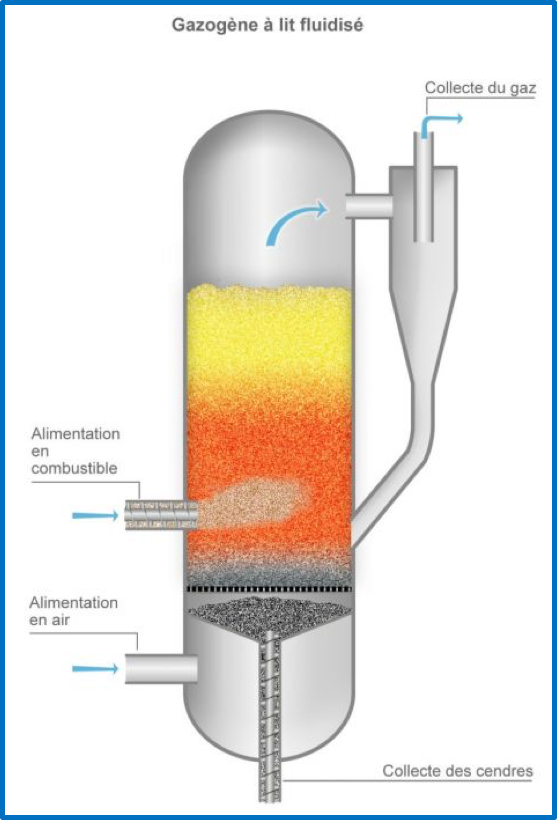 Gazogène à lit fluidisé
Collecte du gaz
Alimentation
en
combustible
Alimentation
en air
Collecte des cendres